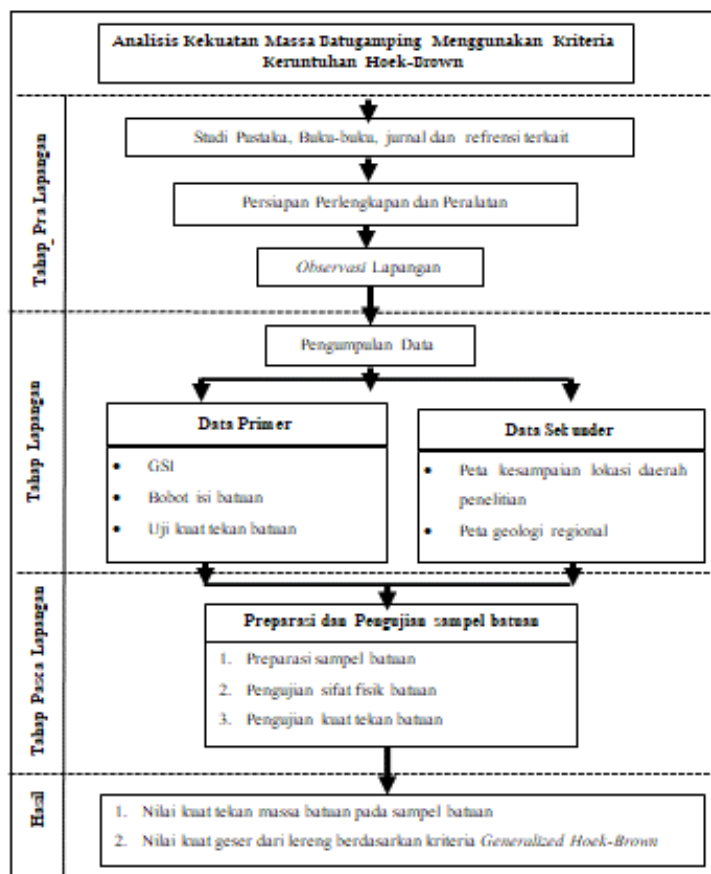 Analisis Kekuatan Massa Batugamping Menggunakan Kriteria
Keruntuhan Hoek-Brown
Tahap Pra Lapangan
Studi Pustaka, Buku-buku, jurnal dan refrensi terkait
Persiapan Perlengkapan dan Peralatan
Observasi Lapangan
Tahap Lapangan
Pengumpulan Data
Data Primer
• GSI
• Bobot isi batuan
• Uji kuat tekan batuan
Data Sekunder
• Peta kesampaian lokasi daerah
penelitian
• Peta geologi regional
Tahap Pasca Lapangan
Preparasi dan Pengujian sampel batuan
1. Preparasi sampel batuan
2. Pengujian sifat fisik batuan
3. Pengujian kuat tekan batuan
Hasil
1. Nilai kuat tekan massa batuan pada sampel batuan
2. Nilai kuat geser dari lereng berdasarkan kriteria Generalized Hoek-Brown